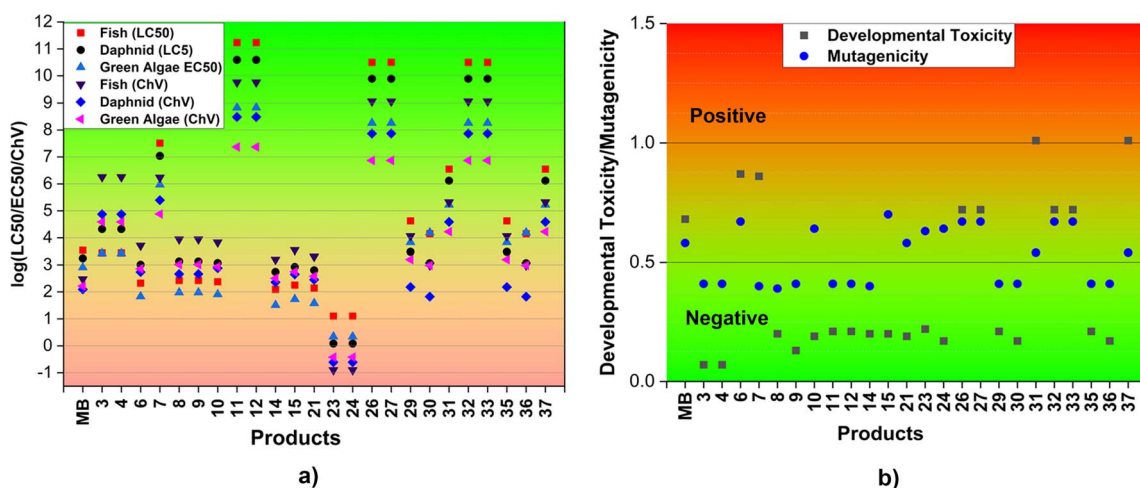 12
11
10
9
8
7
6
5
4
3
2
1
0
-1
log(LC50/EC50/ChV)
Fish (LC50)
Daphnid (LC5)
Green Algae EC50
Fish (ChV)
Daphnid (ChV)
Green Algae (ChV)
MB 3 4 6 7 8 9 10 11 12 14 15 21 23 24 26 27 29 30 31 32 33 35 36 37
Products
a)
1.5
1.0
0.5
0.0
Developmental Toxicity/Mutagenicity
Developmental Toxicity
Mutagenicity
Positive
Negative
MB 3 4 6 7 8 9 10 11 12 14 15 21 23 24 26 27 29 30 31 32 33 35 36 37
Products
b)